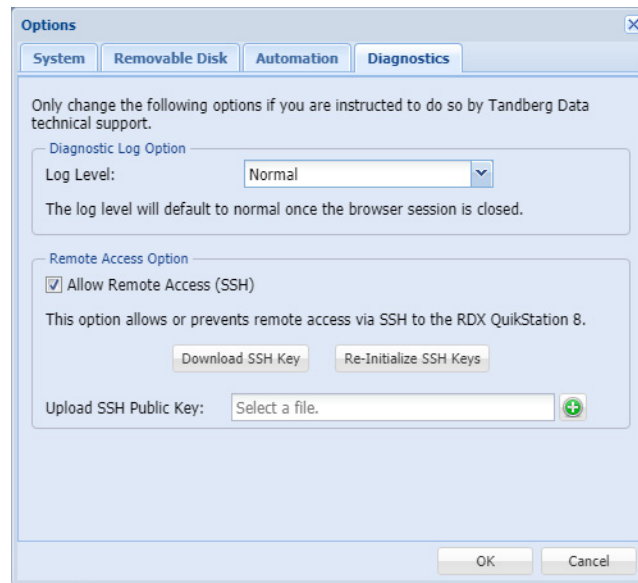 Options
System
Removable Disk
Automation
Diagnostics
Only change the following options if you are instructed to do so by Tandberg Data
technical support.
Diagnostic Log Option
Log Level:
Normal
The log level will default to normal once the browser session is closed.
Remote Access Option
Allow Remote Access (SSH)
This option allows or prevents remote access via SSH to the RDX QuikStation 8.
Download SSH Key
Re-Initialize SSH Keys
Upload SSH Public Key:
Select a file.
OK
Cancel